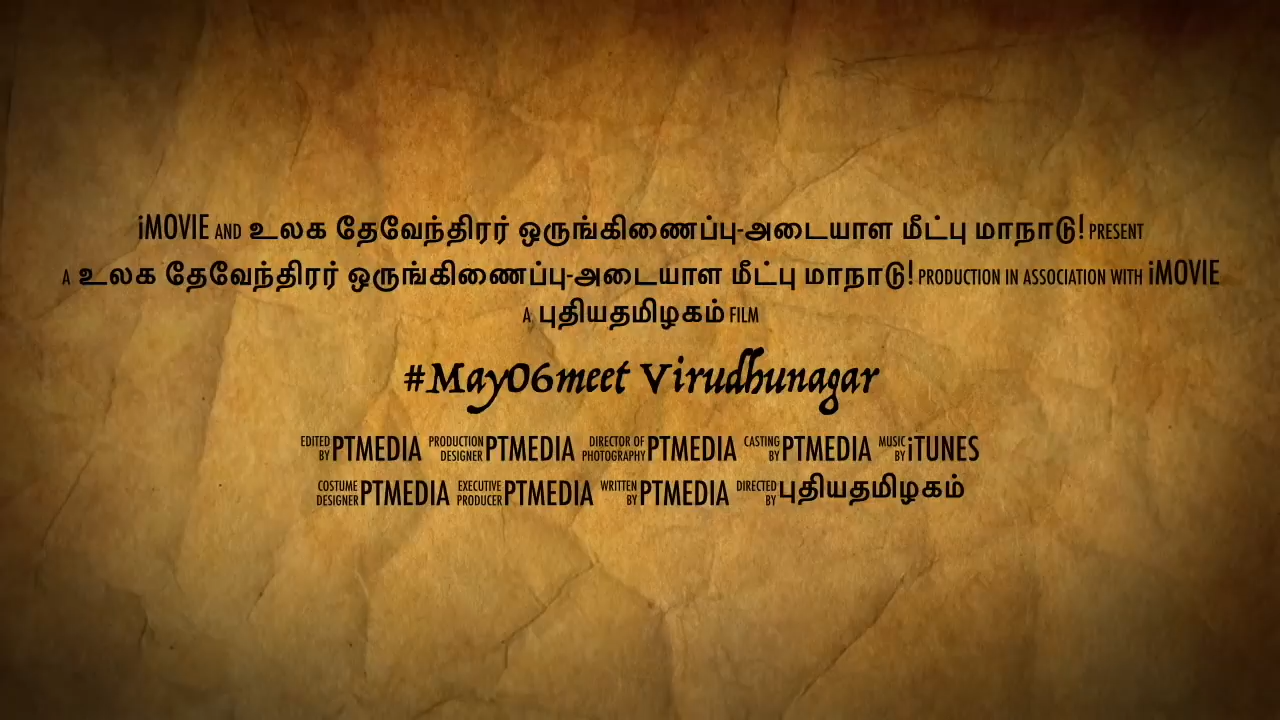 iMOVIE AND உலக தேவேந்திரர் ஒருங்கிணைப்பு-அடையாள மீட்பு மாநாடு! PRESENT
A உலக தேவேந்திரர் ஒருங்கிணைப்பு-அடையாள மீட்பு மாநாடு! PRODUCTION IN ASSOCIATION WITH iMOVIE
A புதியதமிழகம் FILM
#May06meet Virudhunagar
EDITED BY PTMEDIA PRODUCTION DESIGNER PTMEDIA DIRECTOR OF PHOTOGRAPHY PTMEDIA CASTING BY PTMEDIA MUSIC BY iTUNES
COSTUME DESIGNER PTMEDIA EXECUTIVE PRODUCER PTMEDIA WRITTEN BY PTMEDIA DIRECTED BY புதியதமிழகம்